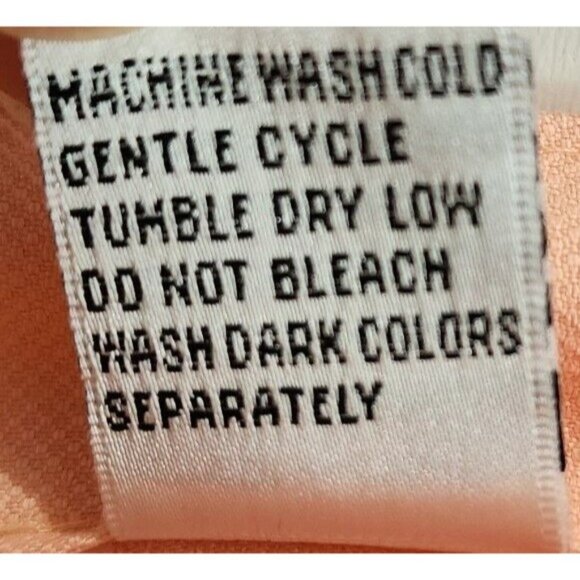 MACHINE WASH COLD
GENTLE CYCLE
TUMBLE DRY LOW
DO NOT BLEACH
WASH DARK COLORS
SEPARATELY